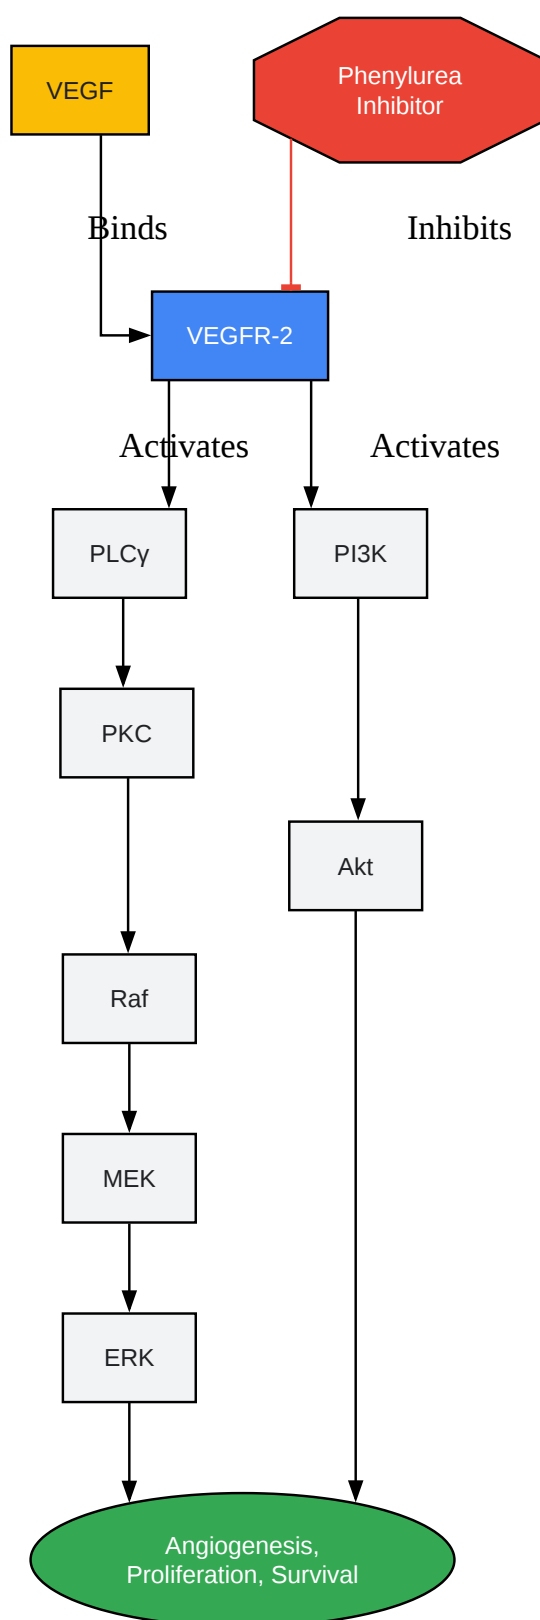 VEGF
Phenylurea
Inhibitor
Binds
Inhibits
VEGFR-2
Activates
Activates
PLCγ
PI3K
PKC
Akt
Raf
MEK
ERK
Angiogenesis,
Proliferation, Survival